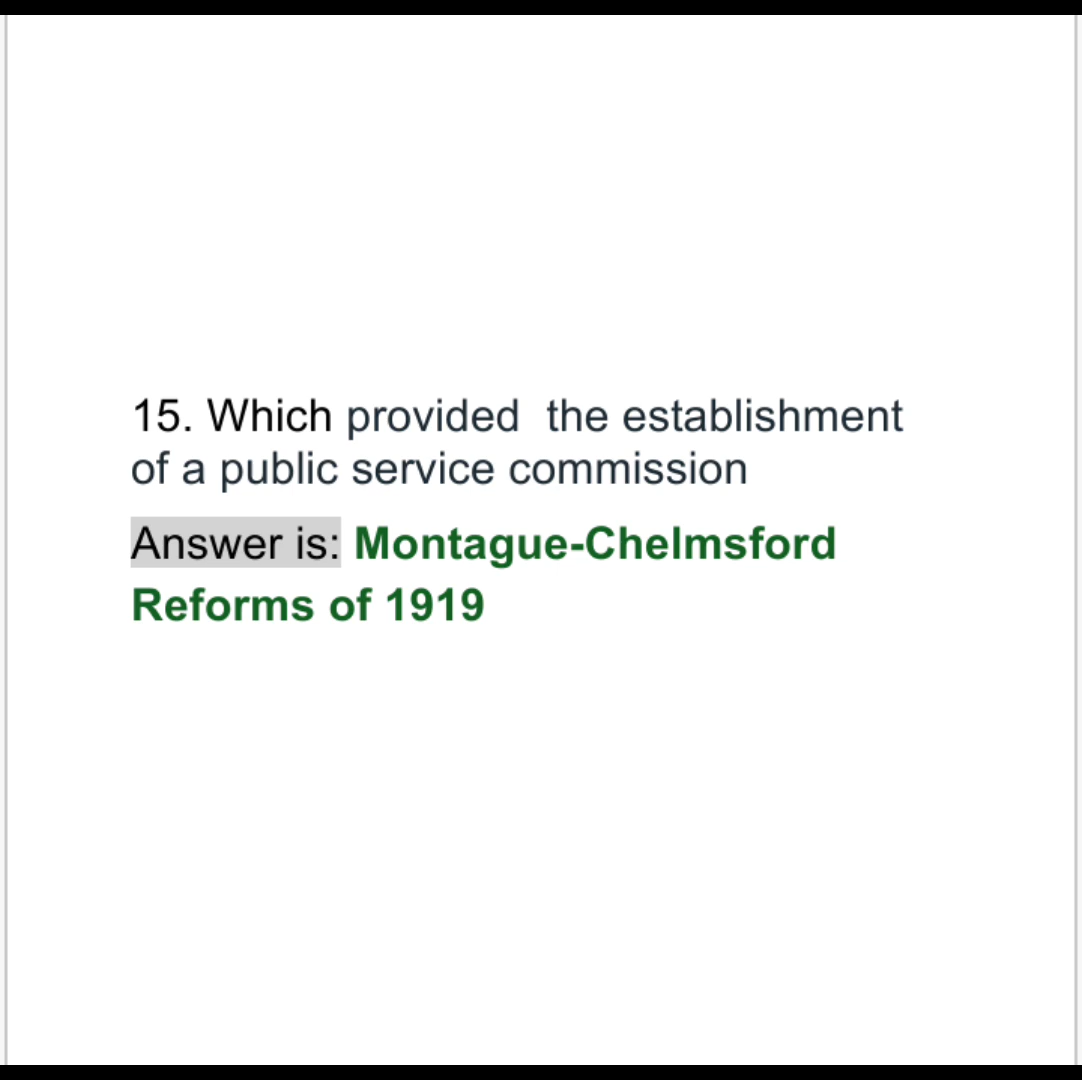 15. Which provided  the establishment
of a public service commission
Answer is: Montague-Chelmsford
Reforms of 1919